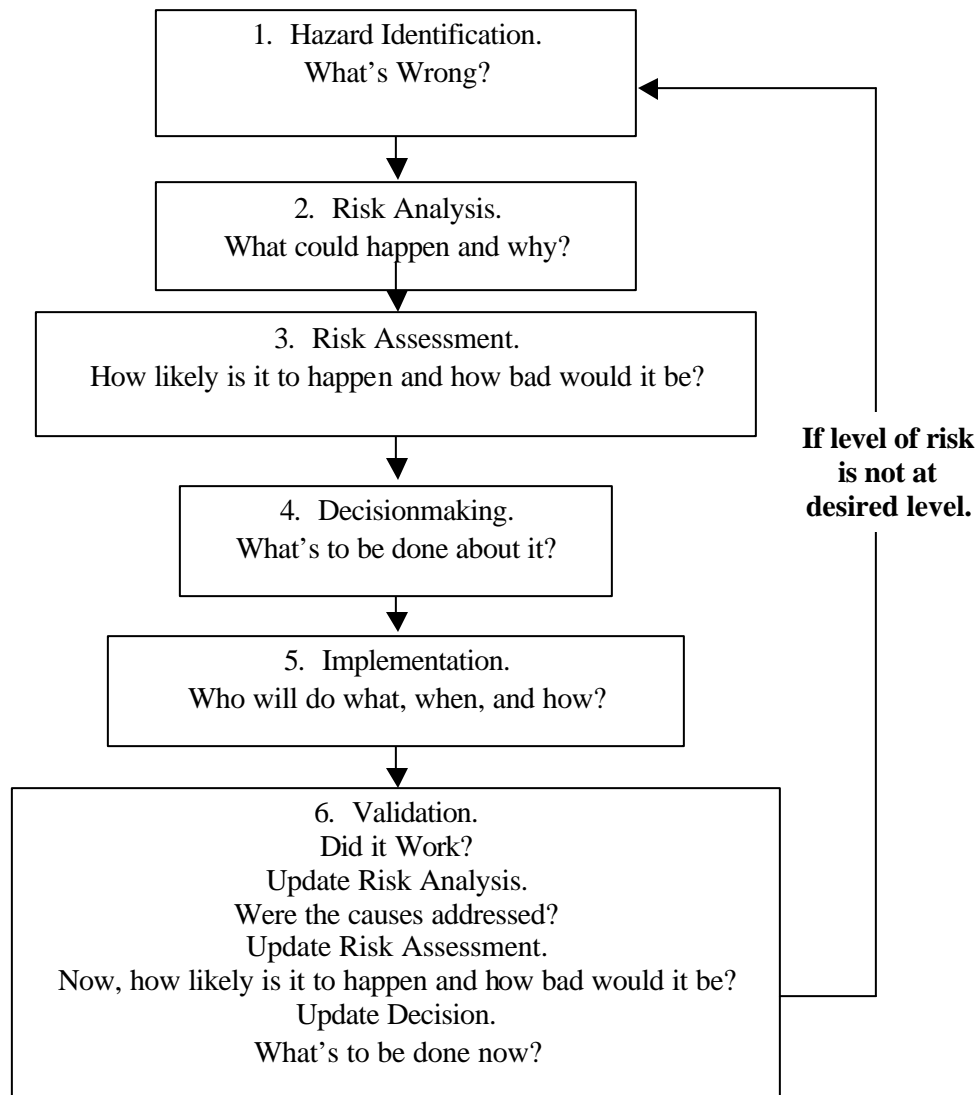 1. Hazard Identification.
What’s Wrong?
2. Risk Analysis.
What could happen and why?
3. Risk Assessment.
How likely is it to happen and how bad would it be?
If level of risk
is not at
desired level.
4. Decisionmaking.
What’s to be done about it?
5. Implementation.
Who will do what, when, and how?
6. Validation.
Did it Work?
Update Risk Analysis.
Were the causes addressed?
Update Risk Assessment.
Now, how likely is it to happen and how bad would it be?
Update Decision.
What’s to be done now?